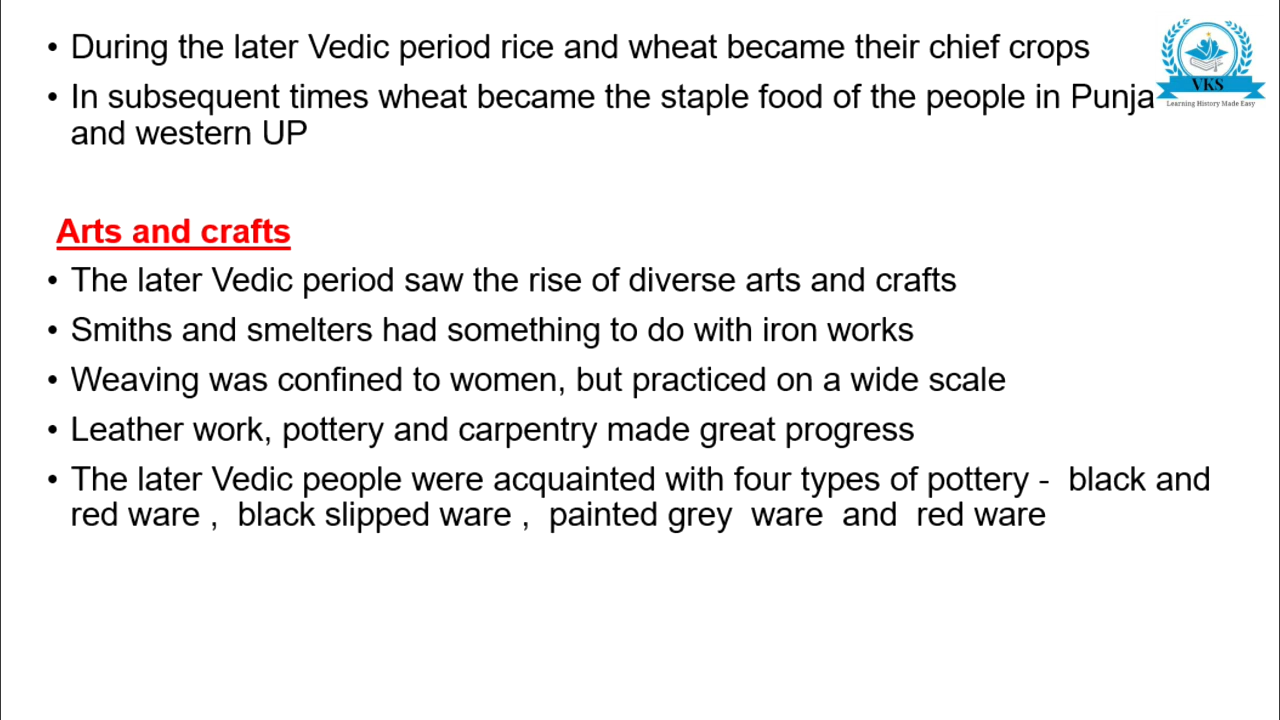 • During the later Vedic period rice and wheat became their chief crops
• In subsequent times wheat became the staple food of the people in Punja
and western UP
VKS
Learning History Made Easy
Arts and crafts
• The later Vedic period saw the rise of diverse arts and crafts
• Smiths and smelters had something to do with iron works
• Weaving was confined to women, but practiced on a wide scale
• Leather work, pottery and carpentry made great progress
• The later Vedic people were acquainted with four types of pottery - black and
red ware , black slipped ware , painted grey ware and red ware